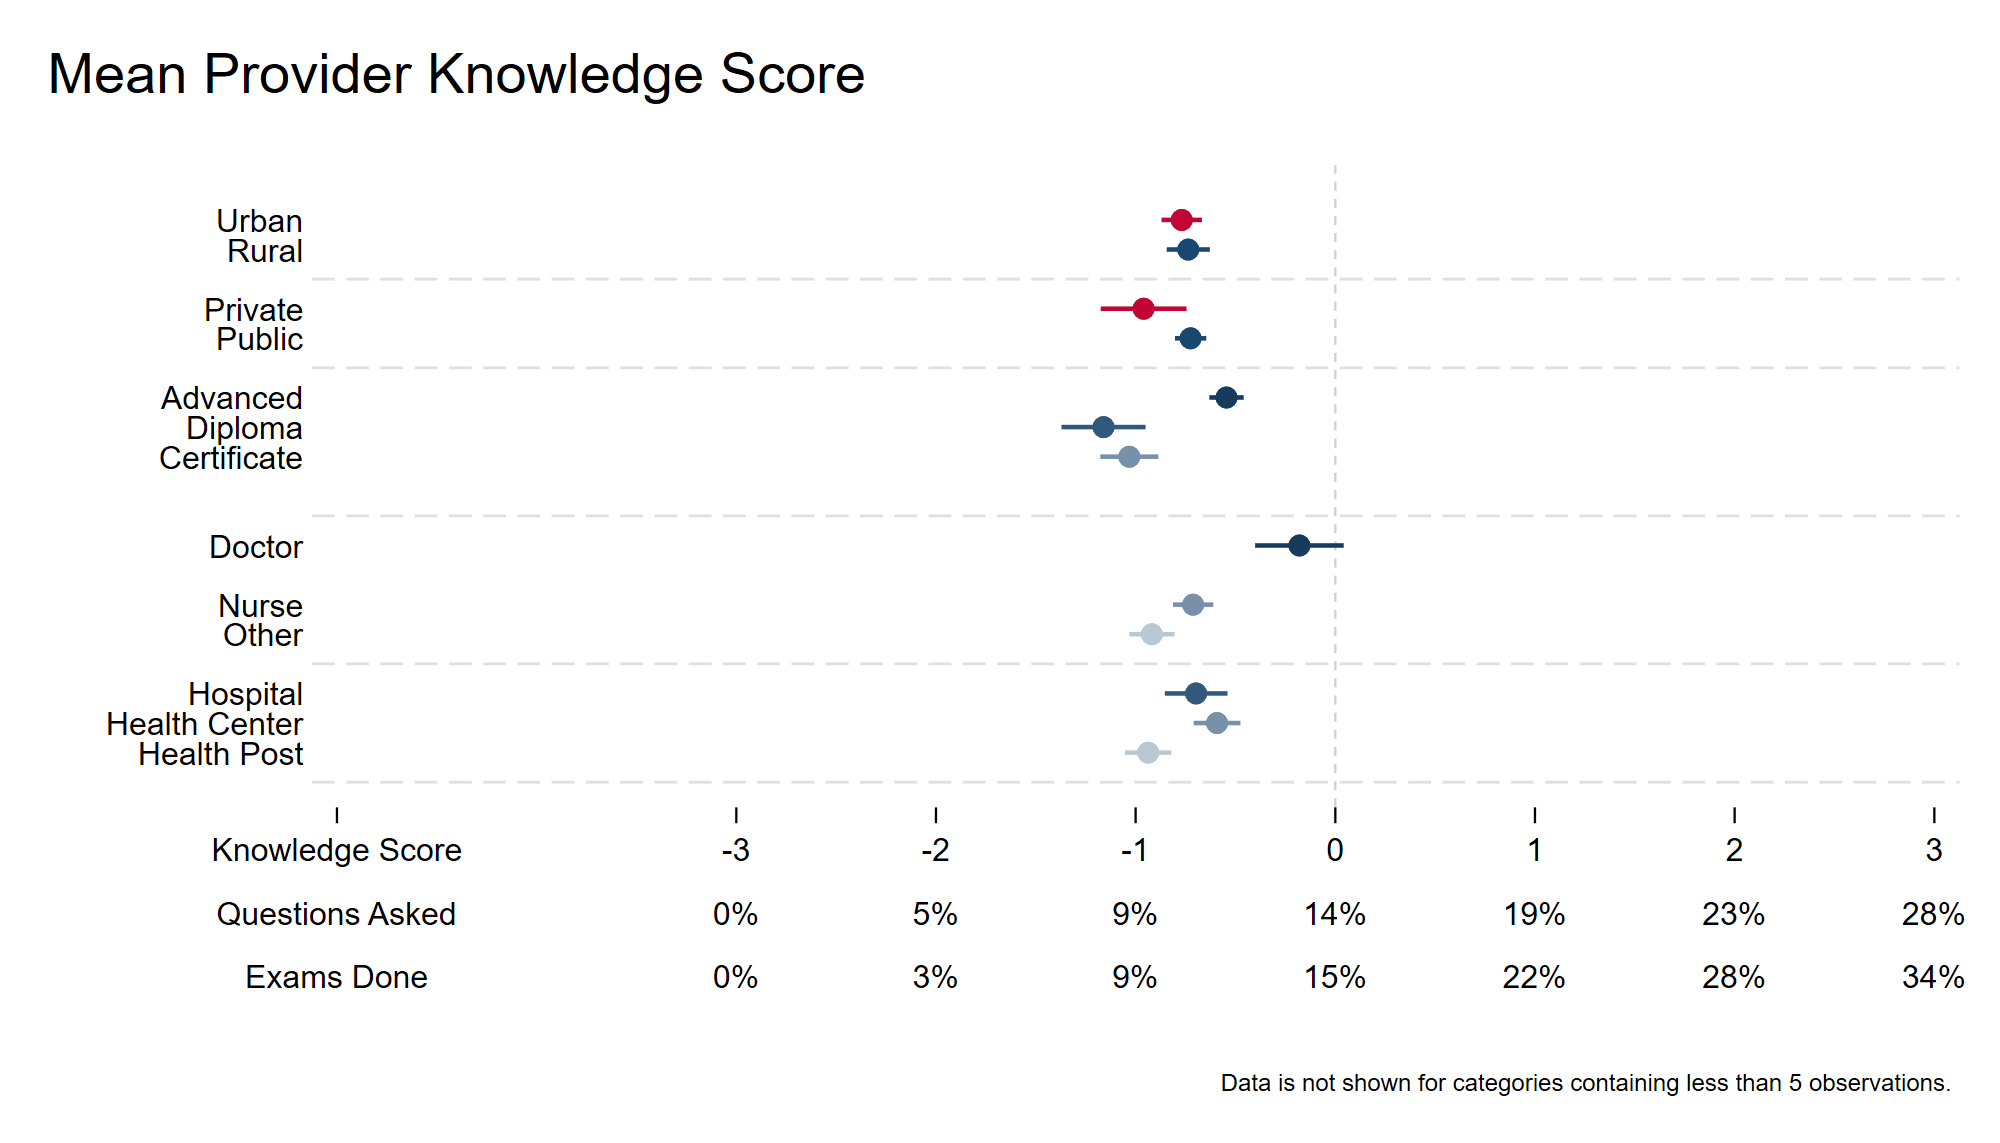 Mean Provider Knowledge Score
Urban
Rural
Private
Public
Advanced
Diploma
Certificate
Doctor
Nurse
Other
Hospital
Health Center
Health Post
Knowledge Score -3 -2 -1 0 1 2 3
Questions Asked 0% 5% 9% 14% 19% 23% 28%
Exams Done 0% 3% 9% 15% 22% 28% 34%
Data is not shown for categories containing less than 5 observations.